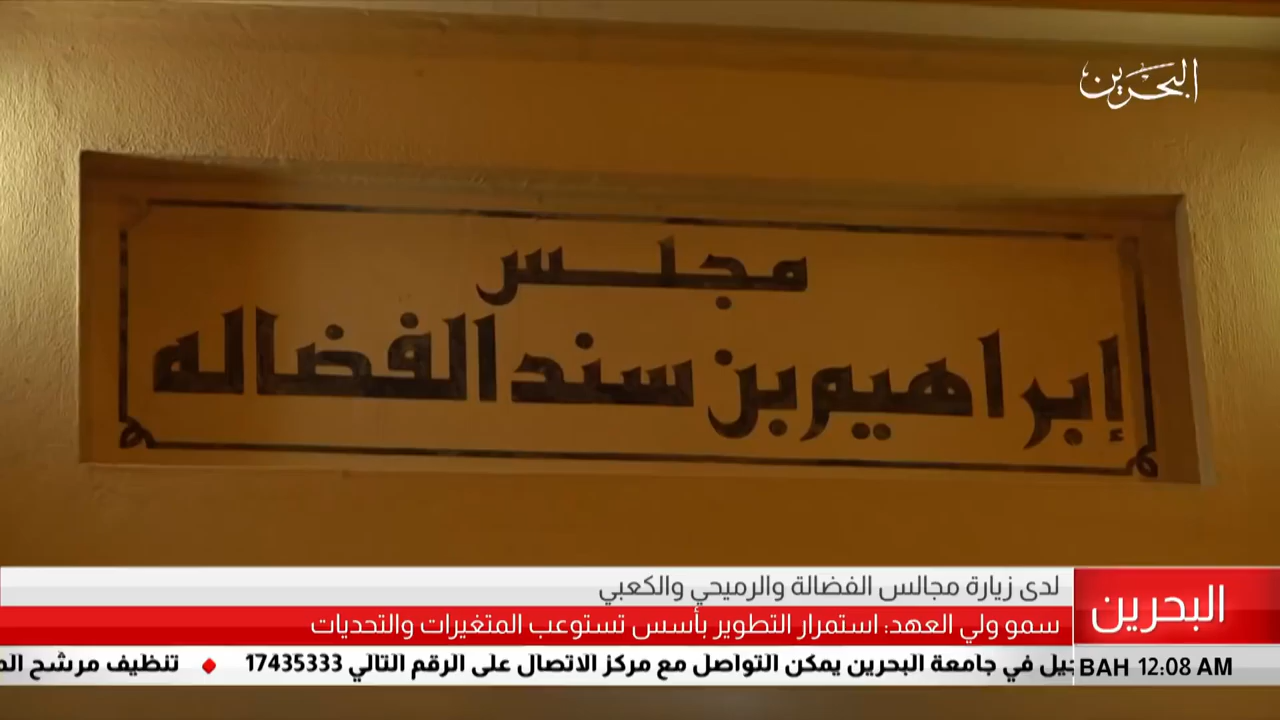 البحرين
مجلس
إبراهيم بن سند الفضاله
لدى زيارة مجالس الفضالة والرميحي والكعبي
البحرين
سمو ولي العهد: استمرار التطوير بأسس تستوعب المتغيرات والتحديات
في جامعة البحرين يمكن التواصل مع مركز الاتصال على الرقم التالي 17435333 ♦ تنظيف مرشح
BAH 12:08 AM